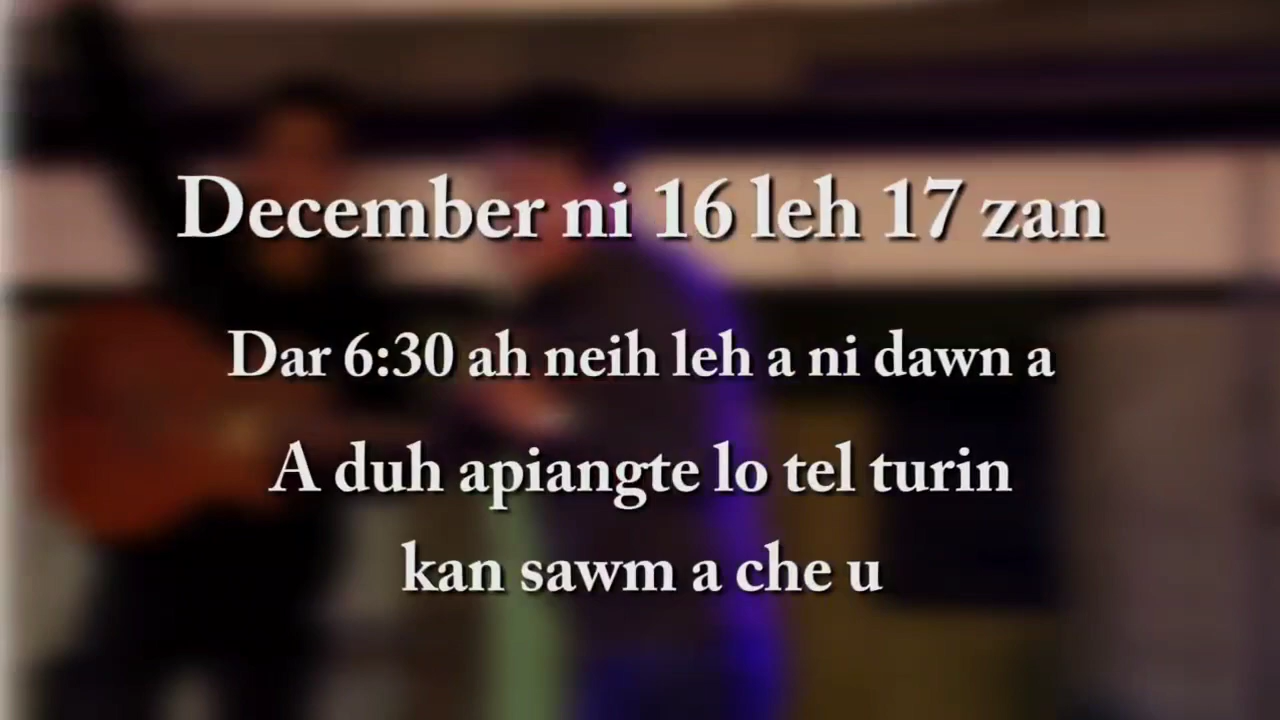 December ni 16 leh 17 zan
Dar 6:30 ah neih leh a ni dawn a
A duh apiangte lo tel turin
kan sawm a che u